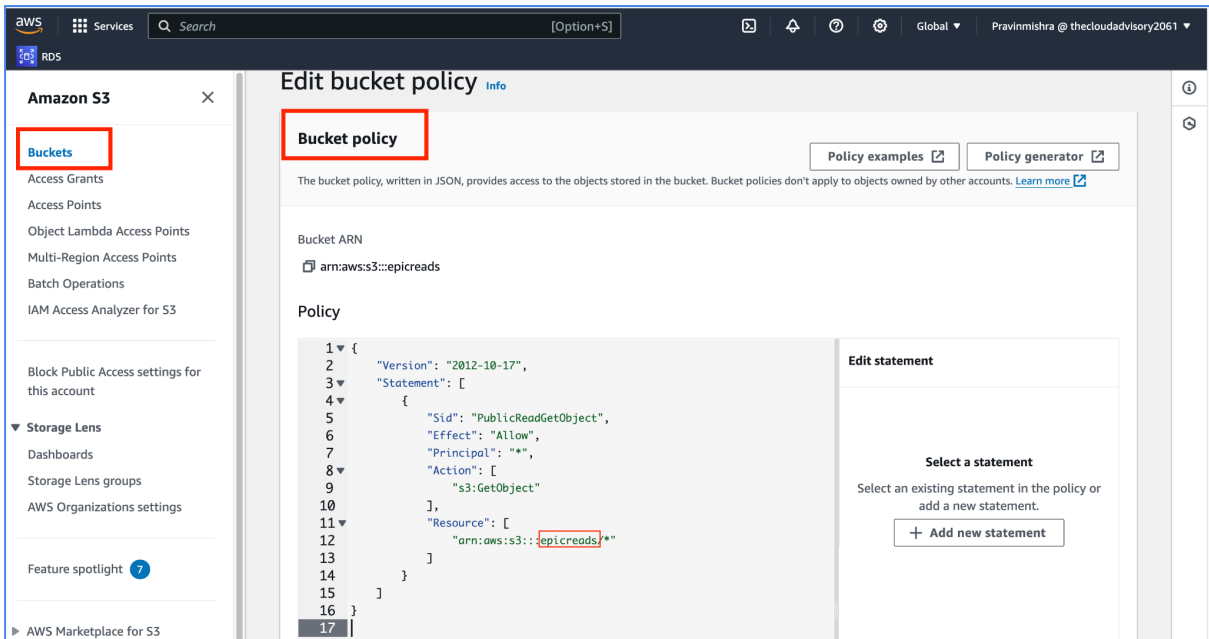 aws Services Search [Option+S] Global Pravinmishra @ thecloudadvisory2061
RDS
Amazon S3
Buckets
Access Grants
Access Points
Object Lambda Access Points
Multi-Region Access Points
Batch Operations
IAM Access Analyzer for S3
Block Public Access settings for
this account
Storage Lens
Dashboards
Storage Lens groups
AWS Organizations settings
Feature spotlight 7
AWS Marketplace for S3
Edit bucket policy Info
Bucket policy
Policy examples Policy generator
The bucket policy, written in JSON, provides access to the objects stored in the bucket. Bucket policies don't apply to objects owned by other accounts. Learn more
Bucket ARN
arn:aws:s3:::epicreads
Policy
1 {
2 "Version": "2012-10-17",
3 "Statement": [
4 {
5 "Sid": "PublicReadGetObject",
6 "Effect": "Allow",
7 "Principal": "*",
8 "Action": [
9 "s3:GetObject"
10 ],
11 "Resource": [
12 "arn:aws:s3:::epicreads/*"
13 ]
14 }
15 ]
16 }
17
Edit statement
Select a statement
Select an existing statement in the policy or
add a new statement.
+ Add new statement